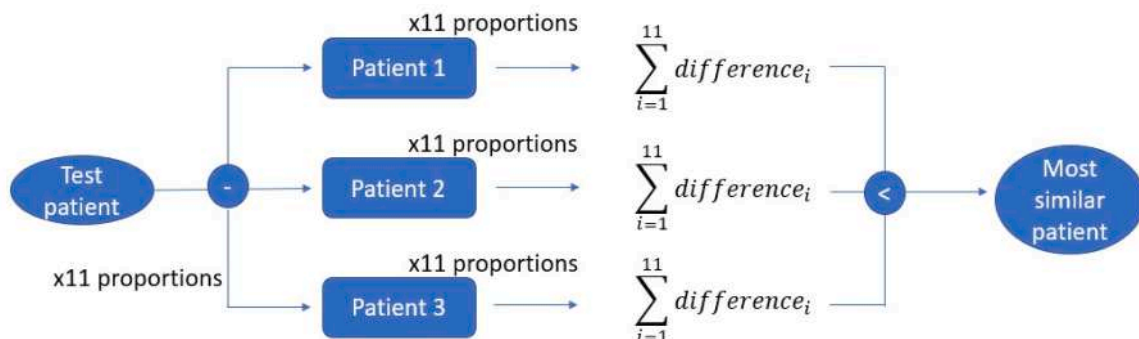 x11 proportions
Patient 1
11
∑ difference_i
i=1
Test
patient
-
x11 proportions
Patient 2
11
∑ difference_i
i=1
<
Most
similar
patient
x11 proportions
x11 proportions
Patient 3
11
∑ difference_i
i=1